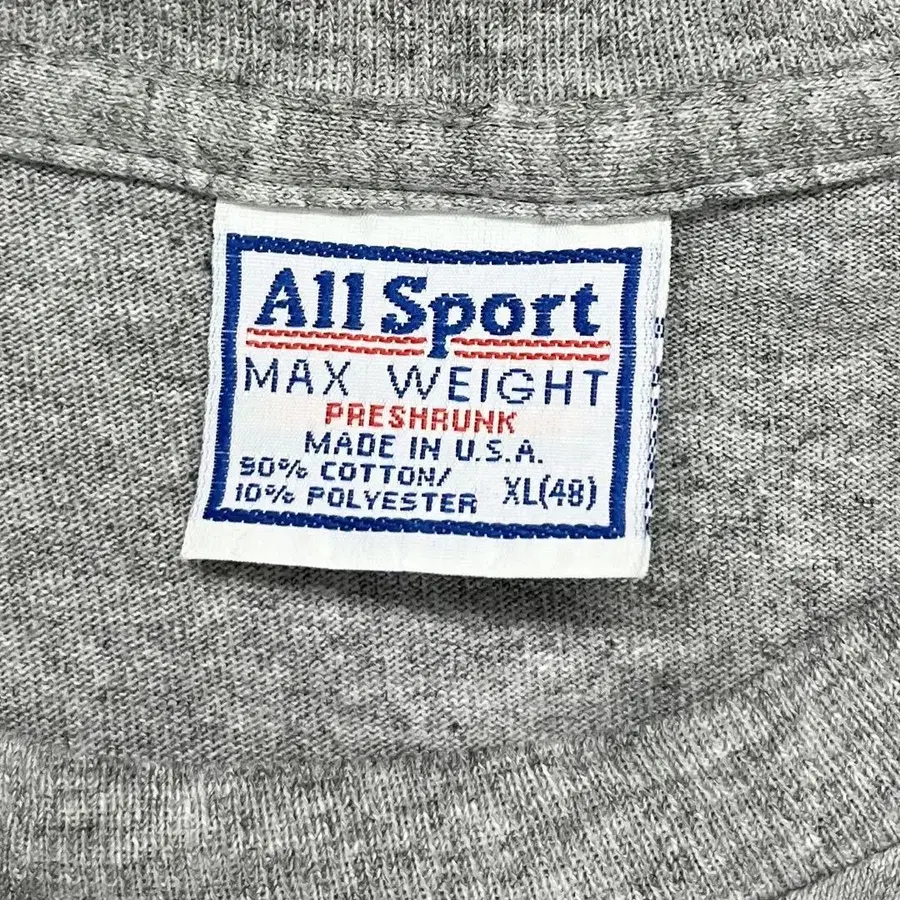 All Sport
MAX WEIGHT
PRESHRUNK
MADE IN U.S.A.
90% COTTON/
10% POLYESTER XL(48)